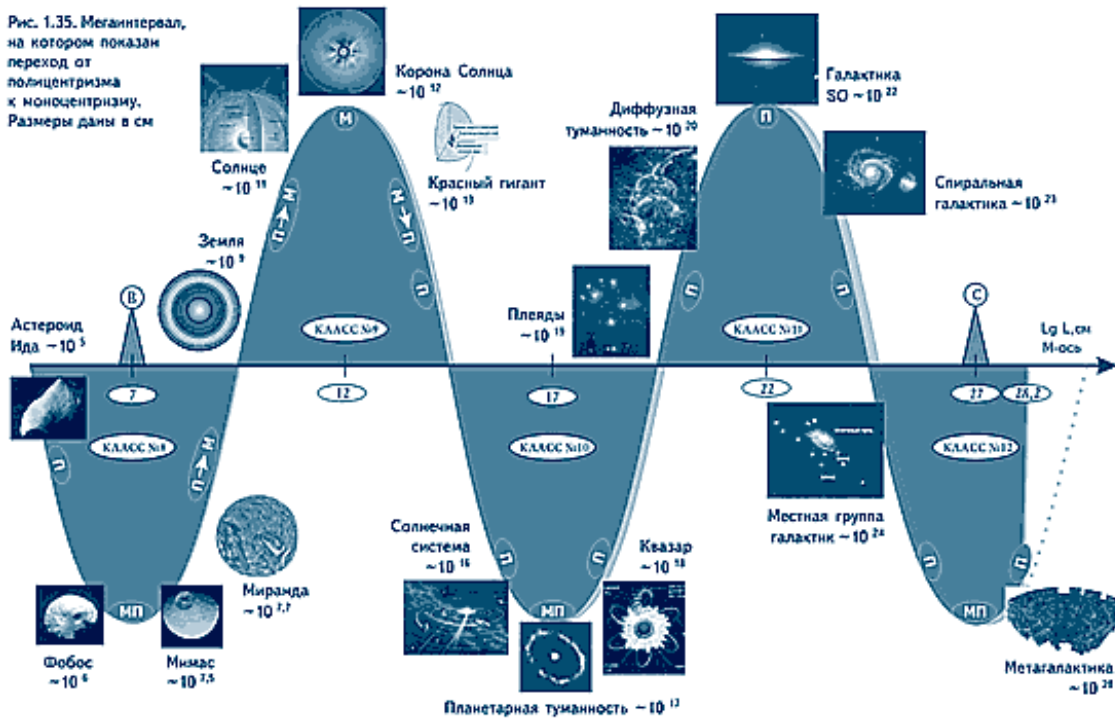 Рис. 1.35. Мегаинтервал,
на котором показан
переход от
полицентризма
к моноцентризму.
Размеры даны в см
Корона Солнца
~10 12
М
Солнце
~10 11
Красный гигант
~10 13
М
П
М
П
П
Земля
~ 10 9
Диффузная
туманность ~ 10 20
П
Галактика
SO ~10 22
Спиральная
галактика ~ 10 23
П
П
Плеяды
~ 10 19
В
С
Астероид
Ида ~10 5
КЛАСС №9
КЛАСС №11
Lg L,см
М-ось
7
12
17
22
27
28,2
КЛАСС №8
КЛАСС №10
КЛАСС №12
П
М
П
Местная группа
галактик ~ 10 24
Солнечная
система
~ 10 16
Квазар
~ 10 18
П
П
П
П
Миранда
~10 7,7
МП
МП
МП
Фобос
~10 6
Мимас
~10 7,5
Планетарная туманность ~ 10 17
Метагалактика
~ 10 28